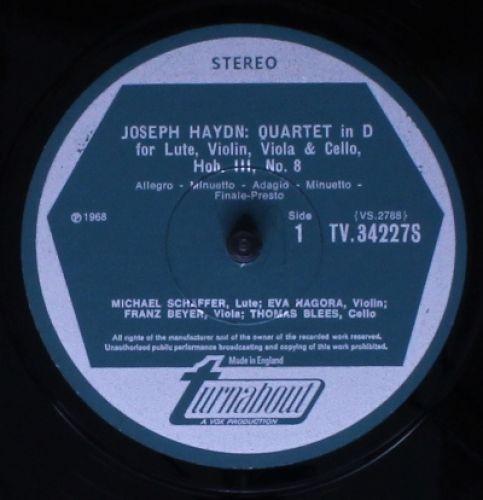 STEREO
JOSEPH HAYDN: QUARTET in D
for Lute, Violin, Viola & Cello,
Hob. III, No. 8
Allegro - Minuetto - Adagio - Minuetto -
Finale-Presto
℗ 1968
Side
1
(VS.2788)
TV.34227S
MICHAEL SCHAFFER, Lute; EVA NAGORA, Violin;
FRANZ BEYER, Viola; THOMAS BLEES, Cello
All rights of the manufacturer and of the owner of the recorded work reserved.
Unauthorised public performance broadcasting and copying of this prohibited.
Made in England
turnabout
A VOX PRODUCTION